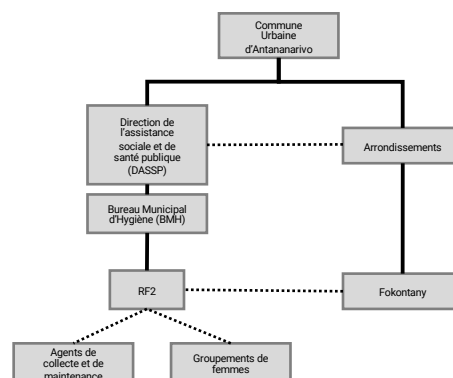 Commune
Urbaine
d'Antananarivo
Direction de
l'assistance
sociale et de
santé publique
(DASSP)
Arrondissements
Bureau Municipal
d'Hygiène (BMH)
RF2
Fokontany
Agents de
collecte et de
maintenance
Groupements de
femmes